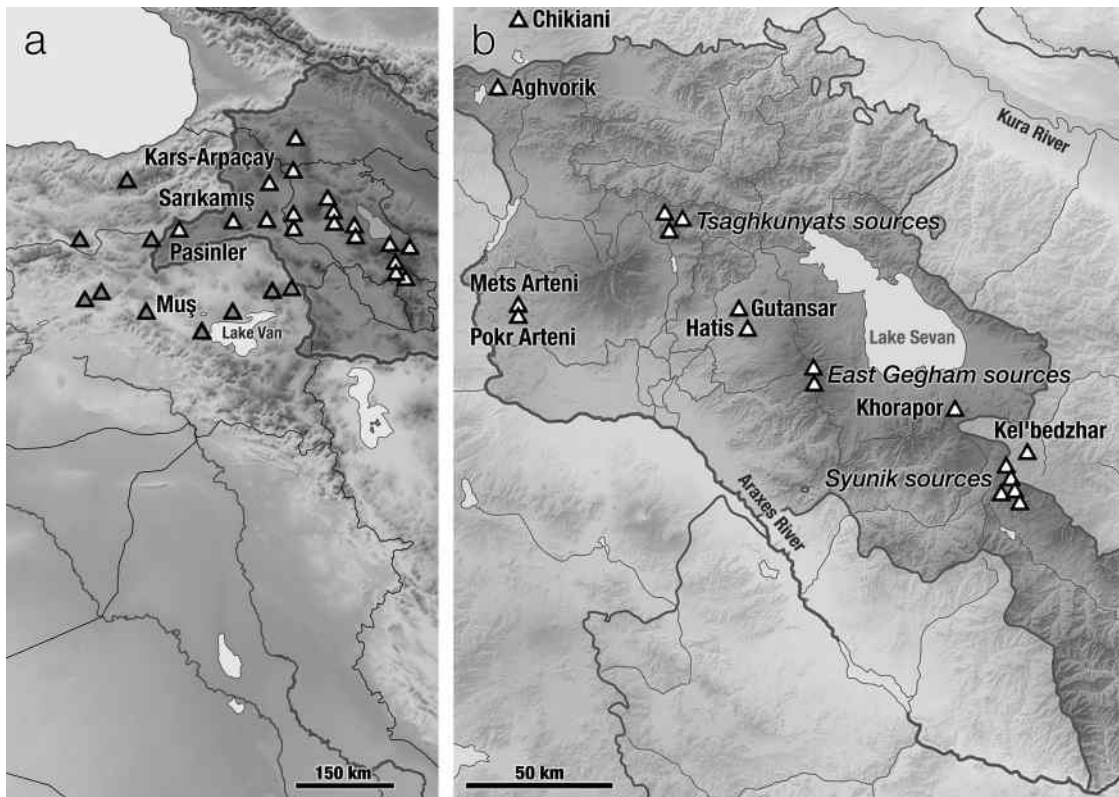 a
Kars-Arpaçay
Sarıkamış
Pasinler
Muş
Lake Van
150 km
b
Chikiani
Aghvorik
Kura River
Tsaghkunyats sources
Mets Arteni
Pokr Arteni
Gutansar
Hatis
Lake Sevan
East Gegham sources
Khorapor
Kel'bedzhar
Syunik sources
Araxes River
50 km